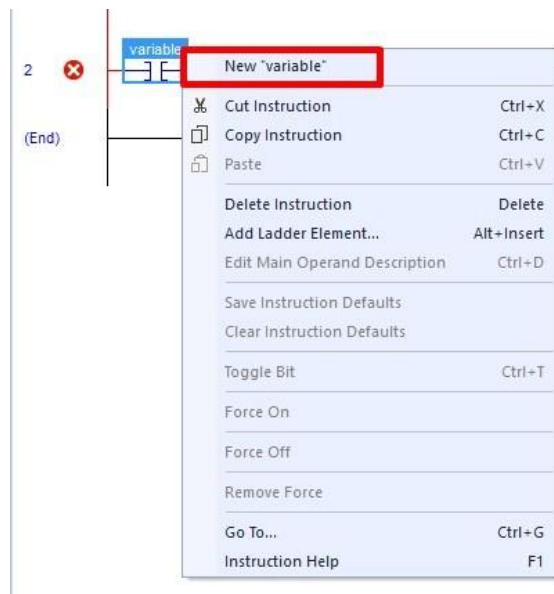 variable
2
New "variable"
Cut Instruction Ctrl+X
(End)
Copy Instruction Ctrl+C
Paste Ctrl+V
Delete Instruction Delete
Add Ladder Element... Alt+Insert
Edit Main Operand Description Ctrl+D
Save Instruction Defaults
Clear Instruction Defaults
Toggle Bit Ctrl+T
Force On
Force Off
Remove Force
Go To... Ctrl+G
Instruction Help F1